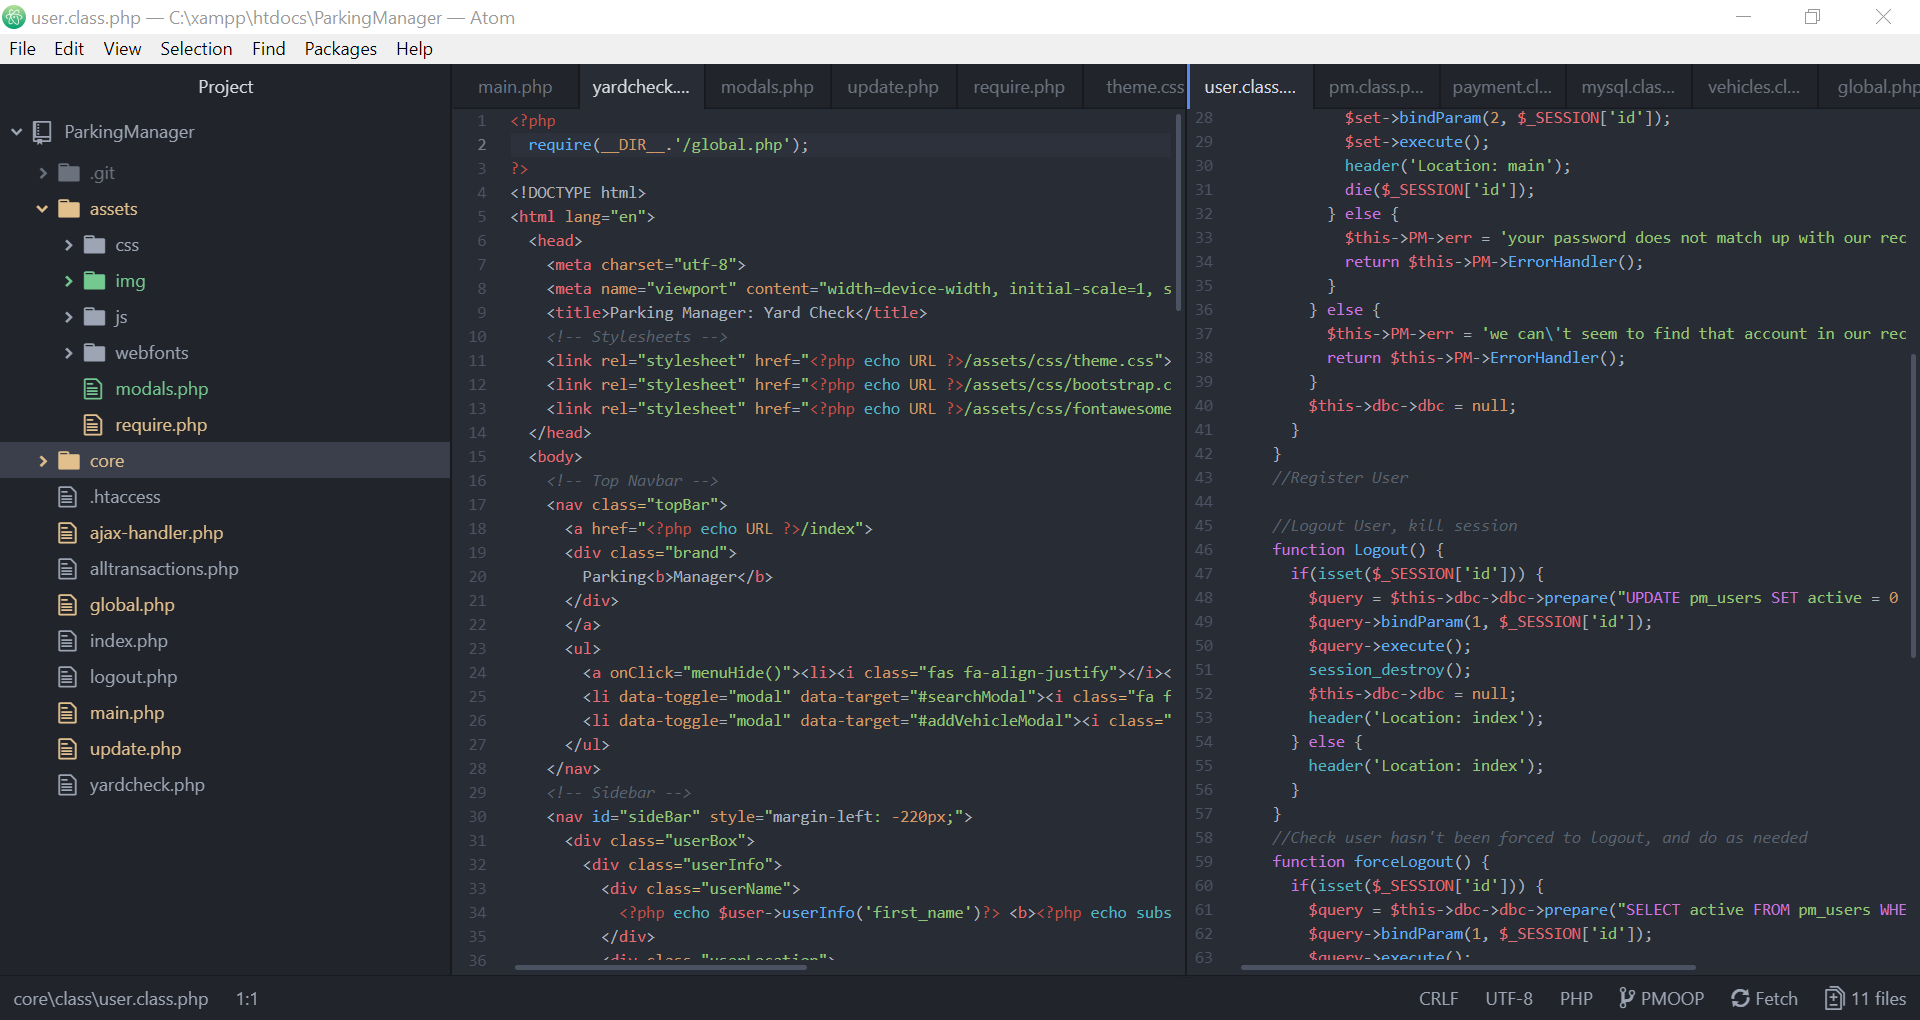 user.class.php — C:\xampp\htdocs\ParkingManager — Atom
File Edit View Selection Find Packages Help
Project
ParkingManager
.git
assets
css
img
js
webfonts
modals.php
require.php
core
.htaccess
ajax-handler.php
alltransactions.php
global.php
index.php
logout.php
main.php
update.php
yardcheck.php
main.php yardcheck.... modals.php update.php require.php theme.css
1 <?php
2 require(__DIR__.'/global.php');
3 ?>
4 <!DOCTYPE html>
5 <html lang="en">
6 <head>
7 <meta charset="utf-8">
8 <meta name="viewport" content="width=device-width, initial-scale=1, s
9 <title>Parking Manager: Yard Check</title>
10 <!-- Stylesheets -->
11 <link rel="stylesheet" href="<?php echo URL ?>/assets/css/theme.css">
12 <link rel="stylesheet" href="<?php echo URL ?>/assets/css/bootstrap.c
13 <link rel="stylesheet" href="<?php echo URL ?>/assets/css/fontawesome
14 </head>
15 <body>
16 <!-- Top Navbar -->
17 <nav class="topBar">
18 <a href="<?php echo URL ?>/index">
19 <div class="brand">
20 Parking<b>Manager</b>
21 </div>
22 </a>
23 <ul>
24 <a onClick="menuHide()"><li><i class="fas fa-align-justify"></i><
25 <li data-toggle="modal" data-target="#searchModal"><i class="fa f
26 <li data-toggle="modal" data-target="#addVehicleModal"><i class="
27 </ul>
28 </nav>
29 <!-- Sidebar -->
30 <nav id="sideBar" style="margin-left: -220px;">
31 <div class="userBox">
32 <div class="userInfo">
33 <div class="userName">
34 <?php echo $user->userInfo('first_name')?> <b><?php echo subs
35 </div>
36 <div class="userLocation">
user.class.... pm.class.p... payment.cl... mysql.clas... vehicles.cl... global.php
28 $set->bindParam(2, $_SESSION['id']);
29 $set->execute();
30 header('Location: main');
31 die($_SESSION['id']);
32 } else {
33 $this->PM->err = 'your password does not match up with our rec
34 return $this->PM->ErrorHandler();
35 }
36 } else {
37 $this->PM->err = 'we can\'t seem to find that account in our rec
38 return $this->PM->ErrorHandler();
39 }
40 $this->dbc->dbc = null;
41 }
42 }
43 //Register User
44
45 //Logout User, kill session
46 function Logout() {
47 if(isset($_SESSION['id'])) {
48 $query = $this->dbc->dbc->prepare("UPDATE pm_users SET active = 0
49 $query->bindParam(1, $_SESSION['id']);
50 $query->execute();
51 session_destroy();
52 $this->dbc->dbc = null;
53 header('Location: index');
54 } else {
55 header('Location: index');
56 }
57 }
58 //Check user hasn't been forced to logout, and do as needed
59 function forceLogout() {
60 if(isset($_SESSION['id'])) {
61 $query = $this->dbc->dbc->prepare("SELECT active FROM pm_users WHE
62 $query->bindParam(1, $_SESSION['id']);
63 $query->execute();
core\class\user.class.php 1:1 CRLF UTF-8 PHP PMOOP Fetch 11 files